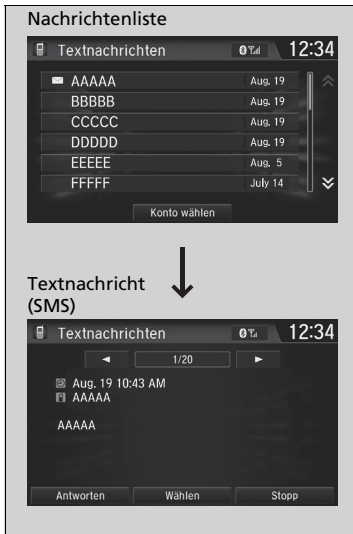 Nachrichtenliste
Textnachrichten 12:34
AAAAA Aug. 19
BBBBB Aug. 19
CCCCC Aug. 19
DDDDD Aug. 19
EEEEE Aug. 5
FFFFF July 14
Konto wählen
Textnachricht
(SMS)
Textnachrichten 12:34
1/20
Aug. 19 10:43 AM
AAAAA
AAAAA
Antworten Wählen Stopp